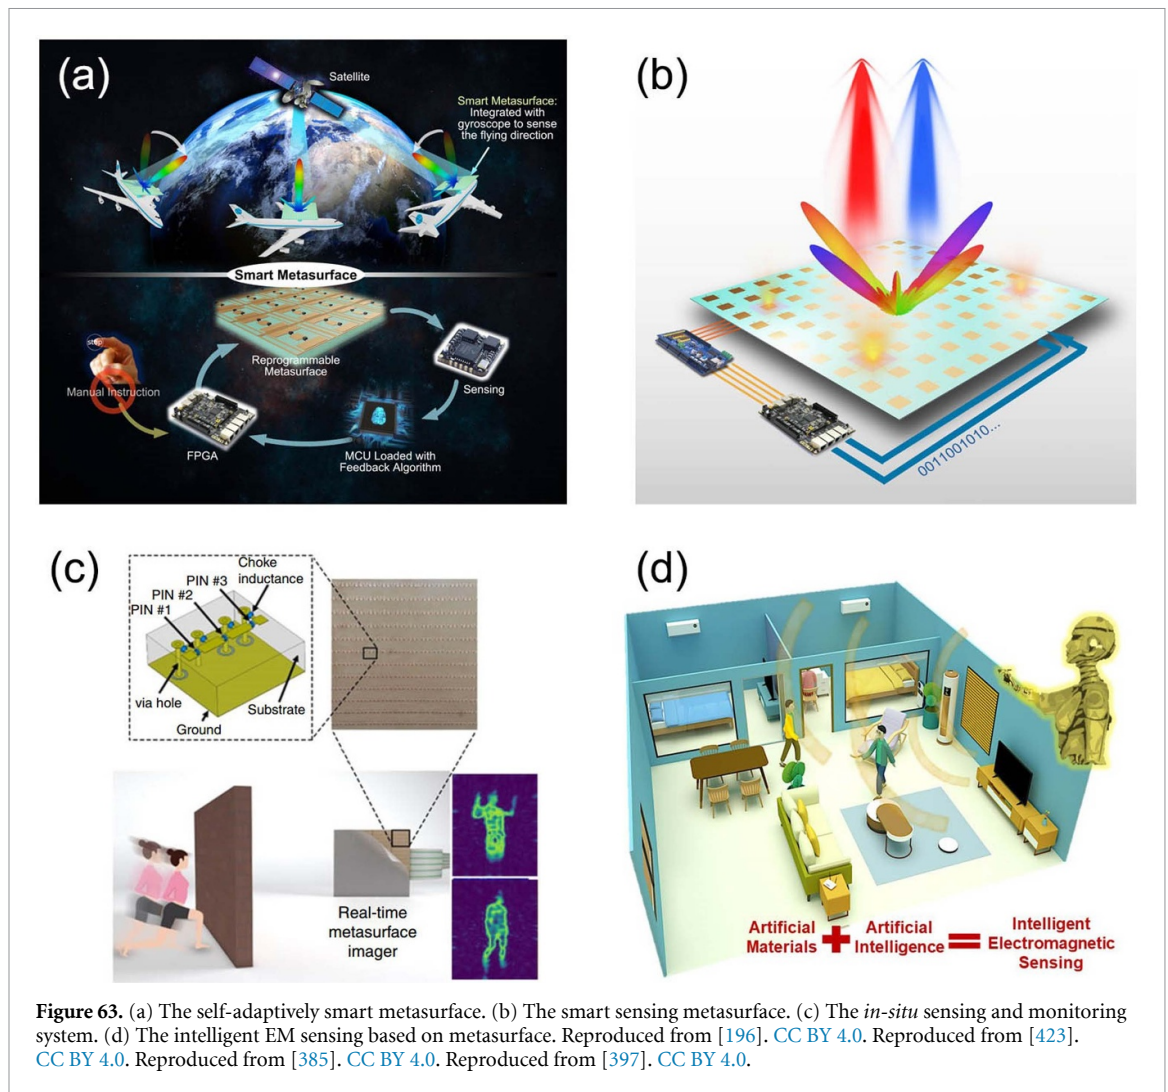 (a)
Satellite
Smart Metasurface:
Integrated with
gyroscope to sense
the flying direction
Smart Metasurface
stop
Manual Instruction
Reprogrammable
Metasurface
Sensing
FPGA
MCU Loaded with
Feedback Algorithm
(b)
0011001010...
(c)
Choke
inductance
PIN #3
PIN #2
PIN #1
via hole
Ground
Substrate
Real-time
metasurface
imager
(d)
Artificial
Materials
+
Artificial
Intelligence
=
Intelligent
Electromagnetic
Sensing
Figure 63. (a) The self-adaptively smart metasurface. (b) The smart sensing metasurface. (c) The in-situ sensing and monitoring
system. (d) The intelligent EM sensing based on metasurface. Reproduced from [196]. CC BY 4.0. Reproduced from [423].
CC BY 4.0. Reproduced from [385]. CC BY 4.0. Reproduced from [397]. CC BY 4.0.